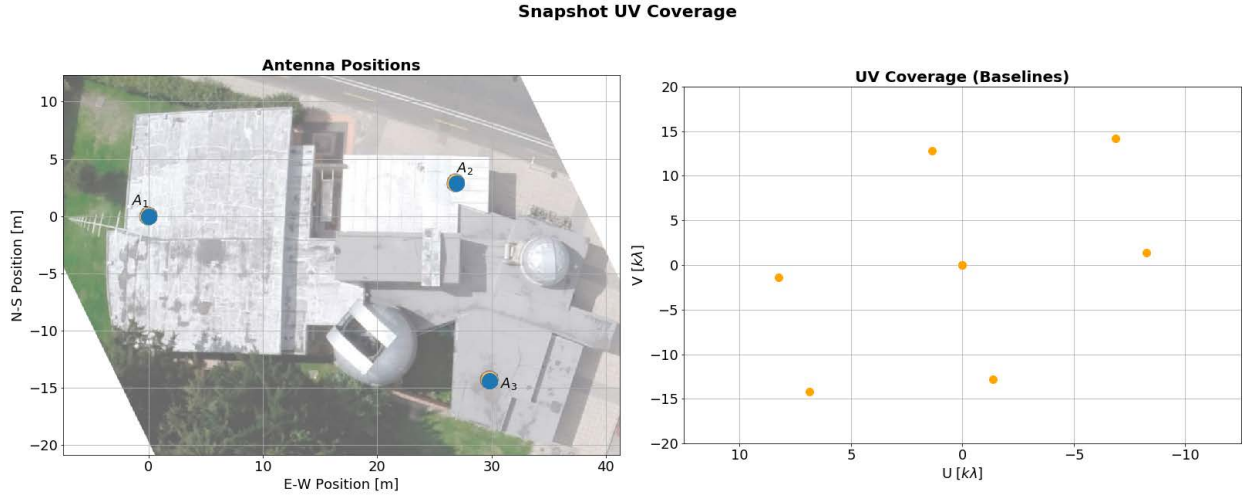 Snapshot UV Coverage
Antenna Positions
10
5
0
−5
−10
−15
−20
N-S Position [m]
A1
A2
A3
0
10
20
30
40
E-W Position [m]
UV Coverage (Baselines)
20
15
10
5
0
−5
−10
−15
−20
V [kλ]
10
5
0
−5
−10
U [kλ]